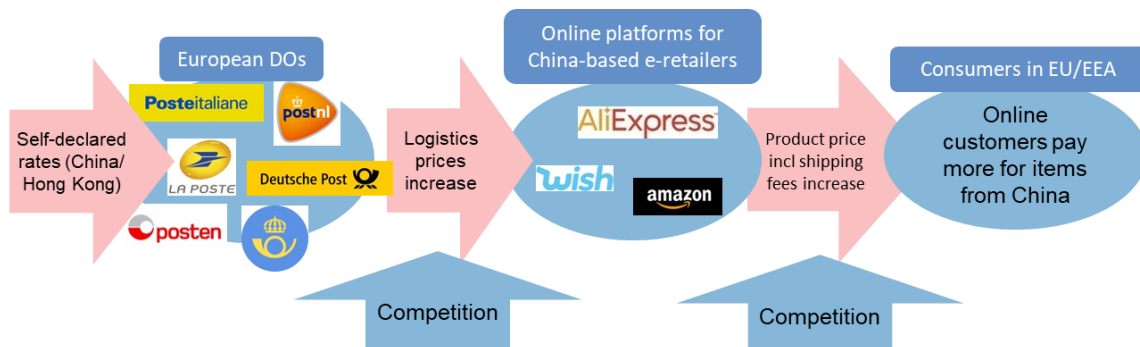 Self-declared
rates (China/
Hong Kong)
European DOs
Posteitaliane
postnl
LA POSTE
Deutsche Post
posten
Logistics
prices
increase
Competition
Online platforms for
China-based e-retailers
AliExpress
wish
amazon
Product price
incl shipping
fees increase
Competition
Consumers in EU/EEA
Online
customers pay
more for items
from China